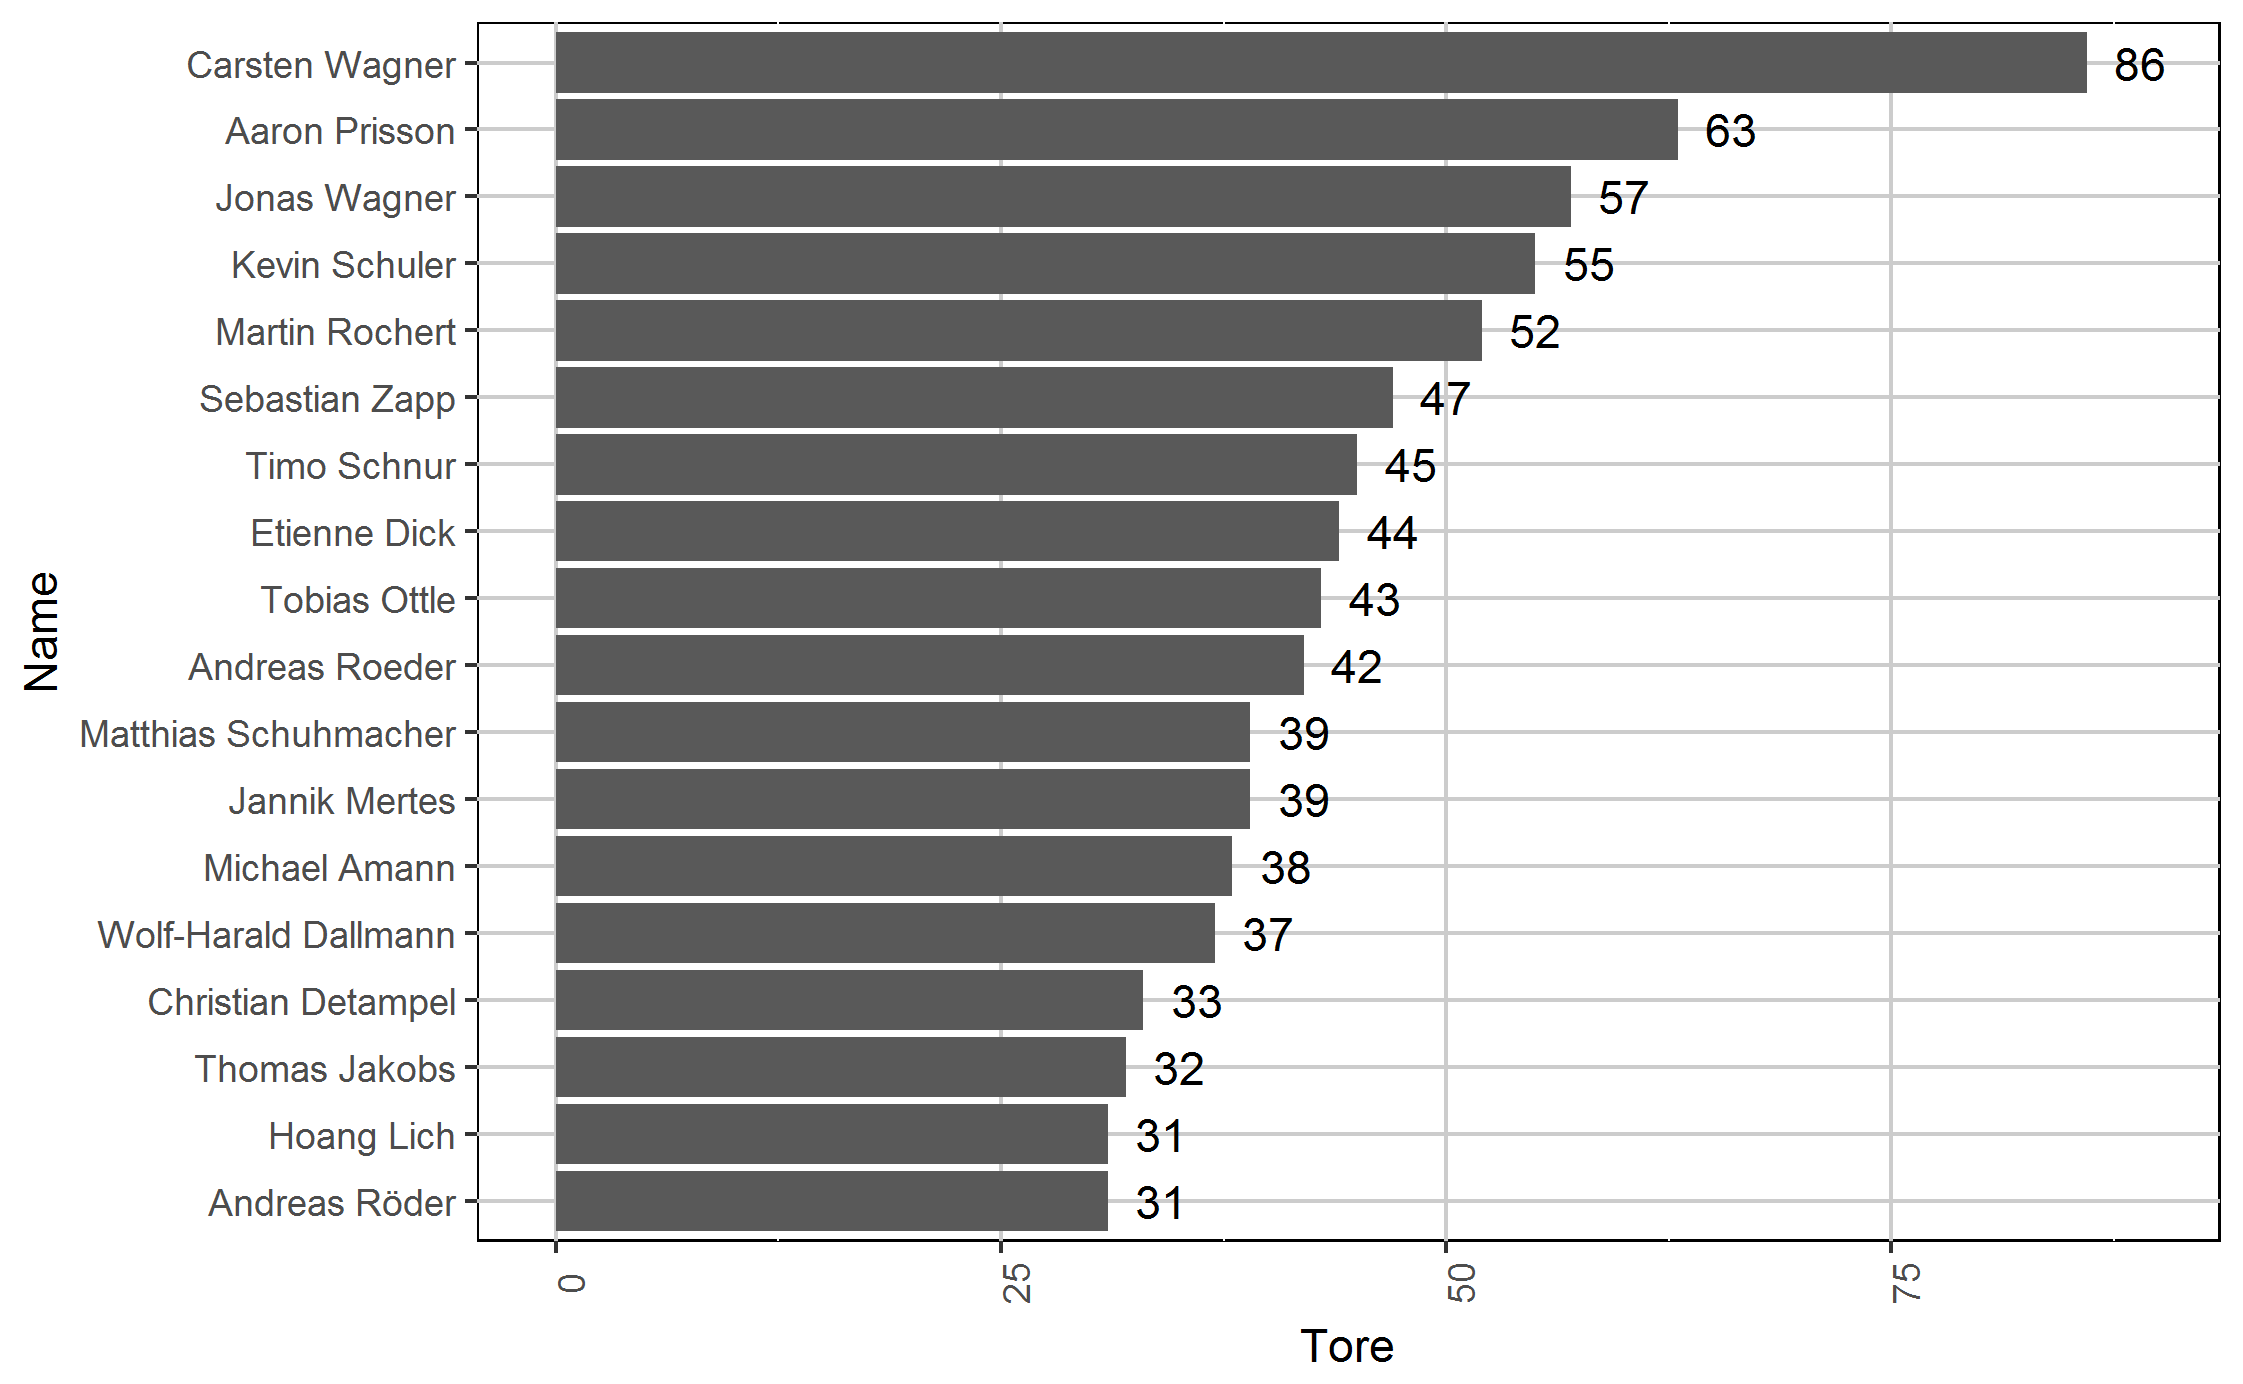 Carsten Wagner 86
Aaron Prisson 63
Jonas Wagner 57
Kevin Schuler 55
Martin Rochert 52
Sebastian Zapp 47
Timo Schnur 45
Etienne Dick 44
Tobias Ottle 43
Andreas Roeder 42
Matthias Schuhmacher 39
Jannik Mertes 39
Michael Amann 38
Wolf-Harald Dallmann 37
Christian Detampel 33
Thomas Jakobs 32
Hoang Lich 31
Andreas Röder 31
Name
0 25 50 75
Tore